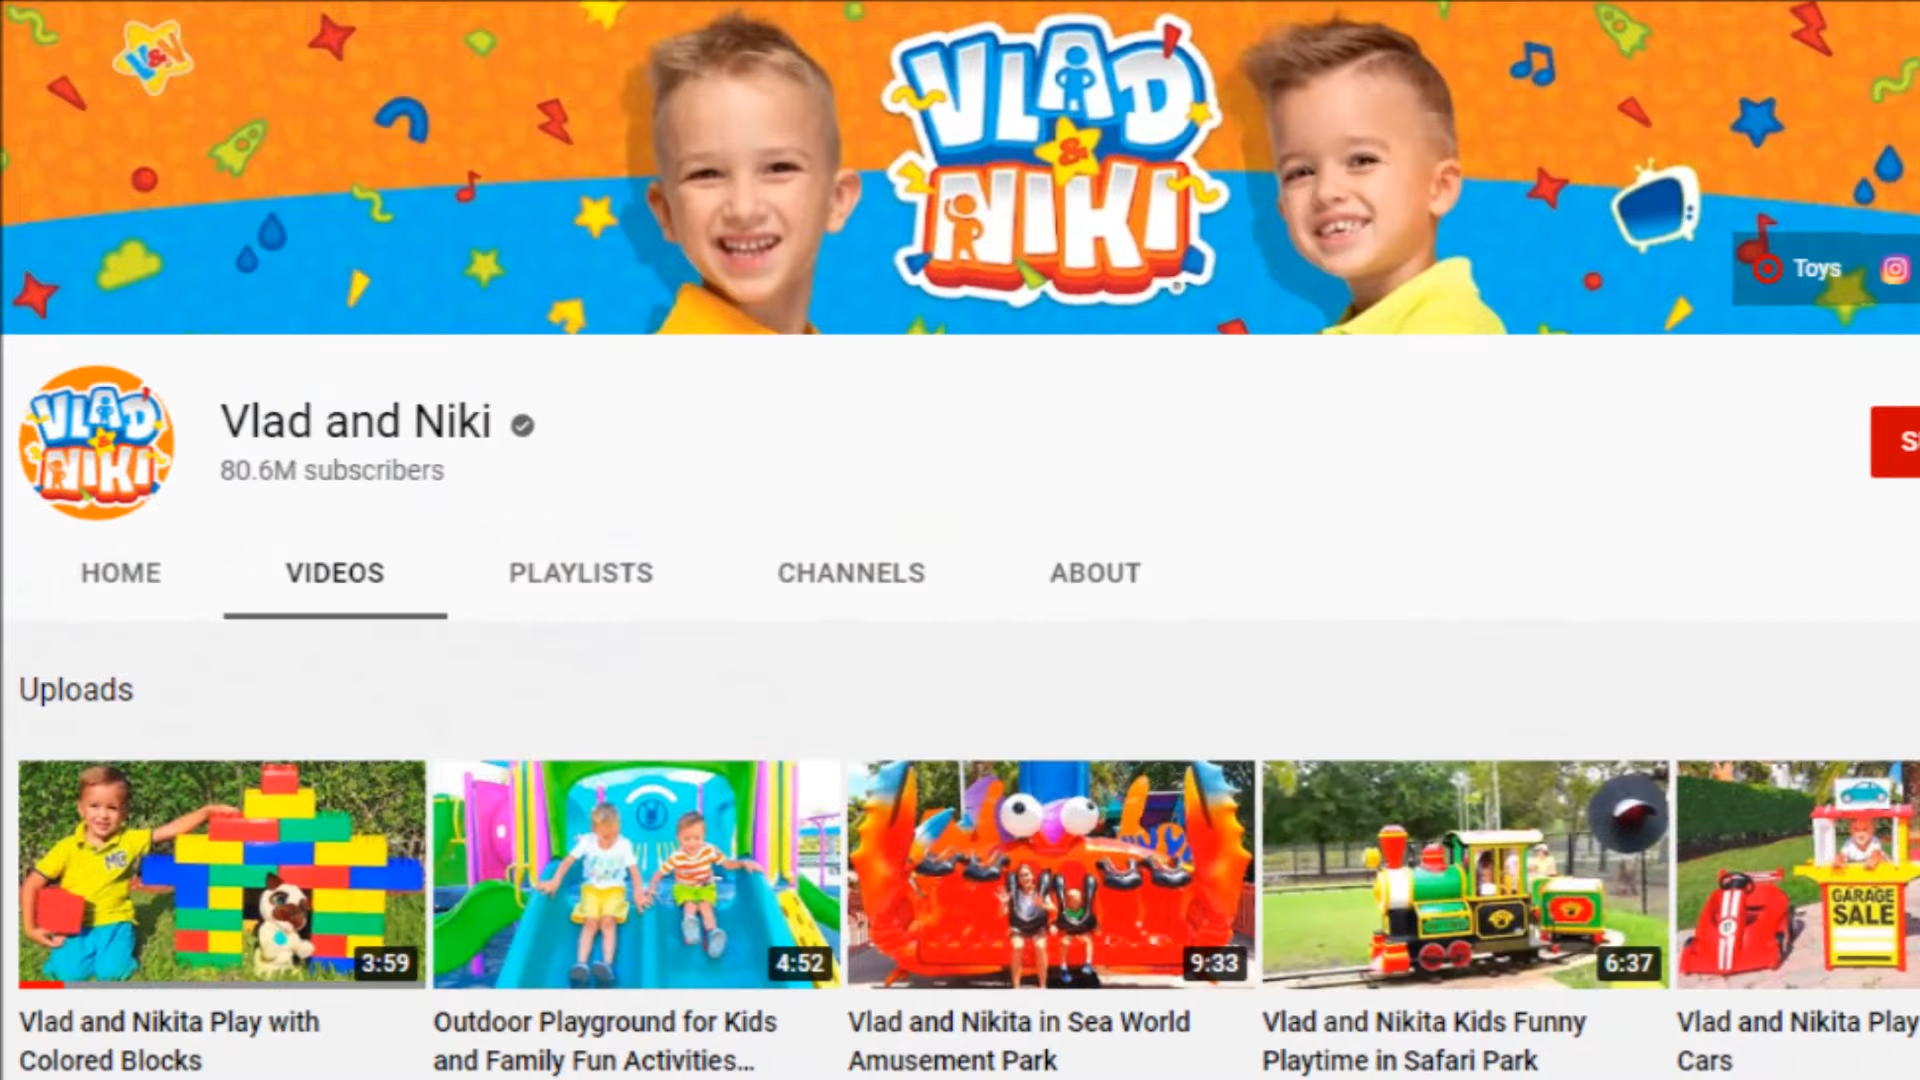 V&N
VLAD
&
NIKI
®
Toys
VLAD
&
NIKI
Vlad and Niki
80.6M subscribers
HOME VIDEOS PLAYLISTS CHANNELS ABOUT
Uploads
MG
GARAGE
SALE
3:59 4:52 9:33 6:37
Vlad and Nikita Play with
Colored Blocks
Outdoor Playground for Kids
and Family Fun Activities...
Vlad and Nikita in Sea World
Amusement Park
Vlad and Nikita Kids Funny
Playtime in Safari Park
Vlad and Nikita Play
Cars